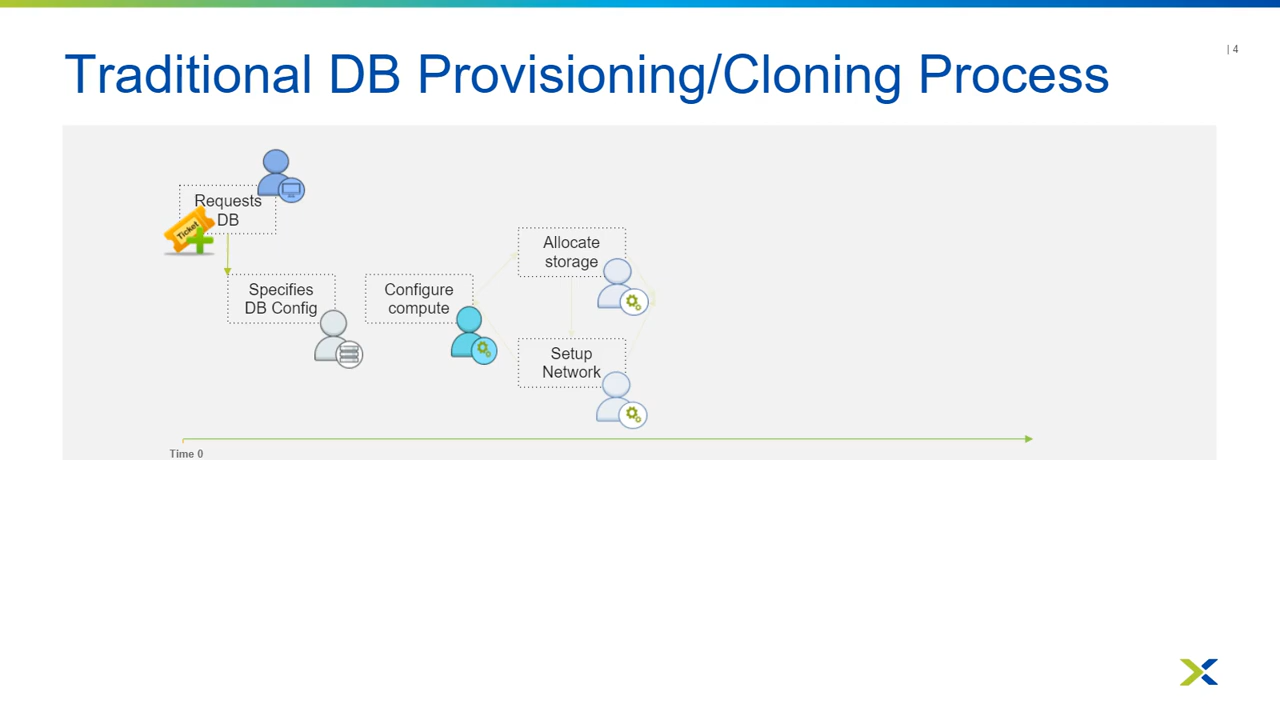 | 4
Traditional DB Provisioning/Cloning Process
Requests
DB
Ticket
Specifies
DB Config
Configure
compute
Allocate
storage
Setup
Network
Time 0